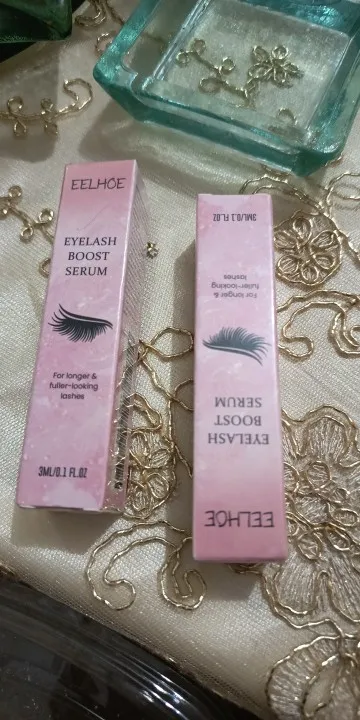 EELHOE
EYELASH
BOOST
SERUM
For longer &
fuller-looking
lashes
3ML/0.1 FL.OZ
EELHOE
EYELASH
BOOST
SERUM
For longer &
fuller-looking
lashes
3ML/0.1 FL.OZ